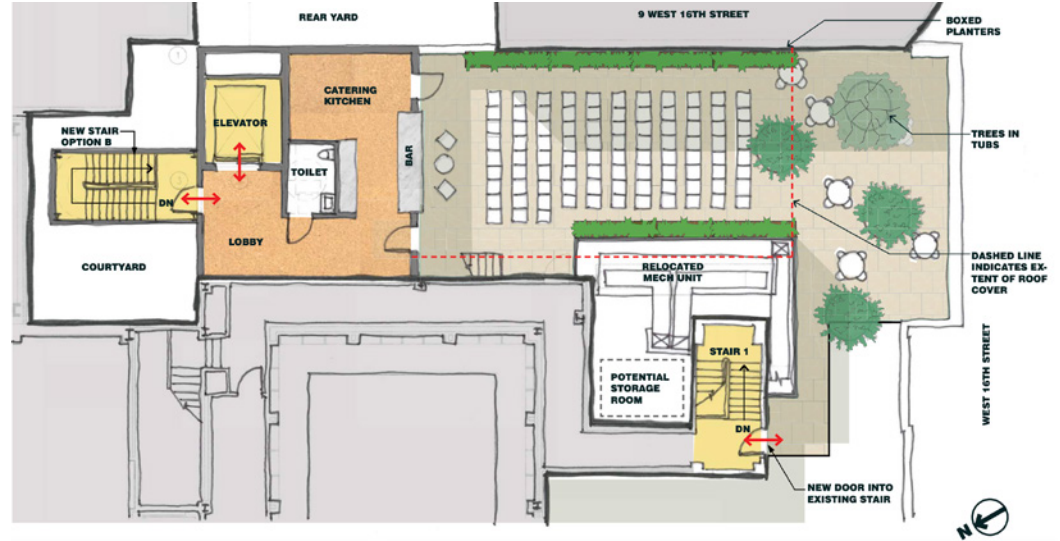 REAR YARD
9 WEST 16TH STREET
BOXED
PLANTERS
CATERING
KITCHEN
ELEVATOR
NEW STAIR
OPTION B
TREES IN
TUBS
BAR
TOILET
DN
LOBBY
COURTYARD
RELOCATED
MECH UNIT
DASHED LINE
INDICATES EX-
TENT OF ROOF
COVER
STAIR 1
POTENTIAL
STORAGE
ROOM
WEST 16TH STREET
DN
NEW DOOR INTO
EXISTING STAIR
N